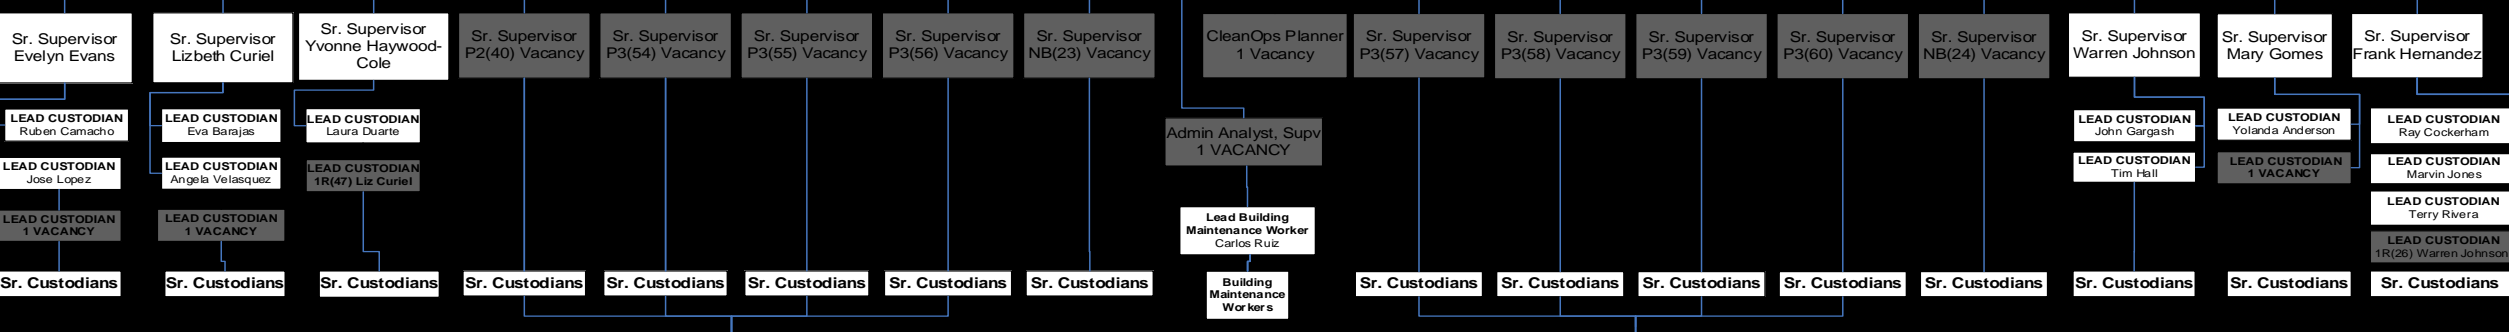 Sr. Supervisor
Evelyn Evans
Sr. Supervisor
Lizbeth Curiel
Sr. Supervisor
Yvonne Haywood-
Cole
Sr. Supervisor
P2(40) Vacancy
Sr. Supervisor
P3(54) Vacancy
Sr. Supervisor
P3(55) Vacancy
Sr. Supervisor
P3(56) Vacancy
Sr. Supervisor
NB(23) Vacancy
CleanOps Planner
1 Vacancy
Sr. Supervisor
P3(57) Vacancy
Sr. Supervisor
P3(58) Vacancy
Sr. Supervisor
P3(59) Vacancy
Sr. Supervisor
P3(60) Vacancy
Sr. Supervisor
NB(24) Vacancy
Sr. Supervisor
Warren Johnson
Sr. Supervisor
Mary Gomes
Sr. Supervisor
Frank Hernandez
LEAD CUSTODIAN
Ruben Camacho
LEAD CUSTODIAN
Eva Barajas
LEAD CUSTODIAN
Laura Duarte
Admin Analyst, Supv
1 VACANCY
LEAD CUSTODIAN
John Gargash
LEAD CUSTODIAN
Yolanda Anderson
LEAD CUSTODIAN
Ray Cockerham
LEAD CUSTODIAN
Jose Lopez
LEAD CUSTODIAN
Angela Velasquez
LEAD CUSTODIAN
1R(47) Liz Curiel
LEAD CUSTODIAN
Tim Hall
LEAD CUSTODIAN
1 VACANCY
LEAD CUSTODIAN
Marvin Jones
LEAD CUSTODIAN
1 VACANCY
LEAD CUSTODIAN
1 VACANCY
Lead Building
Maintenance Worker
Carlos Ruiz
LEAD CUSTODIAN
Terry Rivera
LEAD CUSTODIAN
1R(26) Warren Johnson
Sr. Custodians
Sr. Custodians
Sr. Custodians
Sr. Custodians
Sr. Custodians
Sr. Custodians
Sr. Custodians
Sr. Custodians
Building
Maintenance
Workers
Sr. Custodians
Sr. Custodians
Sr. Custodians
Sr. Custodians
Sr. Custodians
Sr. Custodians
Sr. Custodians
Sr. Custodians